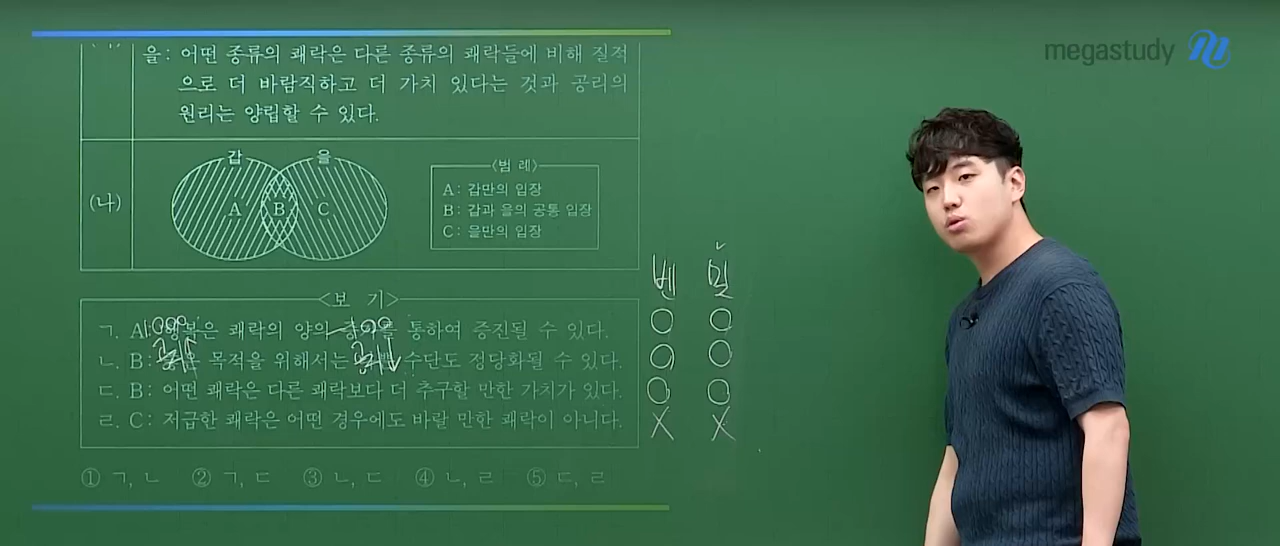 megastudy
을: 어떤 종류의 쾌락은 다른 종류의 쾌락들에 비해 질적
으로 더 바람직하고 더 가치 있다는 것과 공리의
원리는 양립할 수 있다.
(나)
갑 을
A B C
<범 례>
A: 갑만의 입장
B: 갑과 을의 공통 입장
C: 을만의 입장
벤 밀
<보 기>
ㄱ. A: 행복은 쾌락의 양의 증가를 통하여 증진될 수 있다. O O
ㄴ. B: 좋은 목적을 위해서는 수단도 정당화될 수 있다. O O
ㄷ. B: 어떤 쾌락은 다른 쾌락보다 더 추구할 만한 가치가 있다. O O
ㄹ. C: 저급한 쾌락은 어떤 경우에도 바랄 만한 쾌락이 아니다. X X
1000 100
① ㄱ, ㄴ ② ㄱ, ㄷ ③ ㄴ, ㄷ ④ ㄴ, ㄹ ⑤ ㄷ, ㄹ